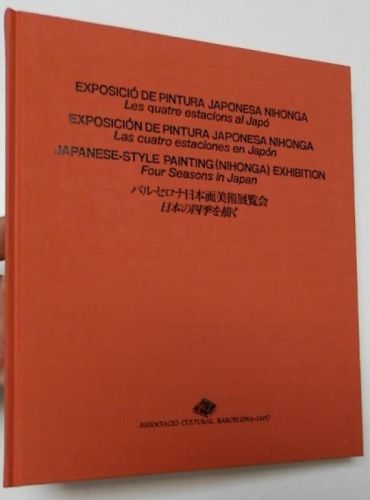 EXPOSICIÓ DE PINTURA JAPONESA NIHONGA
Les quatre estacions al Japó
EXPOSICIÓN DE PINTURA JAPONESA NIHONGA
Las cuatro estaciones en Japón
JAPANESE-STYLE PAINTING (NIHONGA) EXHIBITION
Four Seasons in Japan
バルセロナ日本画美術展覧会
日本の四季を描く
ASSOCIACIÓ CULTURAL BARCELONA-JAPÓ